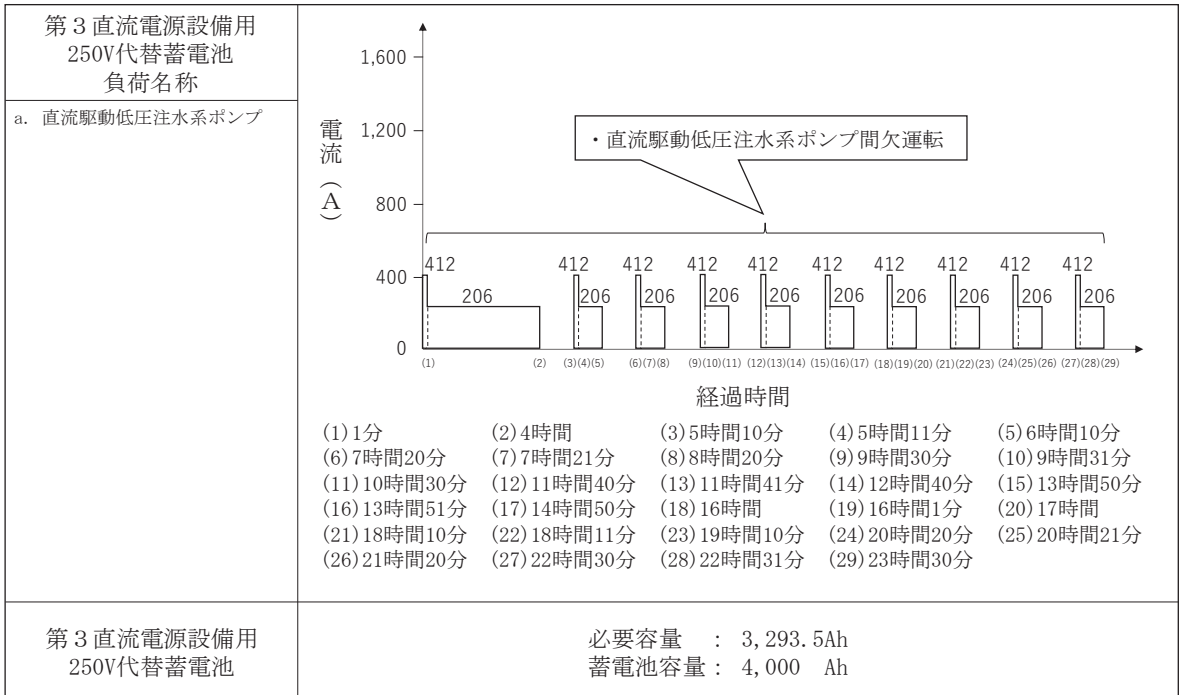 第3直流電源設備用
250V代替蓄電池
負荷名称
a. 直流駆動低圧注水系ポンプ
電流(A)
1,600
1,200
800
400
0
・直流駆動低圧注水系ポンプ間欠運転
412 412 412 412 412 412 412 412 412 412
206 206 206 206 206 206 206 206 206 206
(1) (2) (3)(4)(5) (6)(7)(8) (9)(10)(11) (12)(13)(14) (15)(16)(17) (18)(19)(20) (21)(22)(23) (24)(25)(26) (27)(28)(29)
経過時間
(1)1分 (2)4時間 (3)5時間10分 (4)5時間11分 (5)6時間10分
(6)7時間20分 (7)7時間21分 (8)8時間20分 (9)9時間30分 (10)9時間31分
(11)10時間30分 (12)11時間40分 (13)11時間41分 (14)12時間40分 (15)13時間50分
(16)13時間51分 (17)14時間50分 (18)16時間 (19)16時間1分 (20)17時間
(21)18時間10分 (22)18時間11分 (23)19時間10分 (24)20時間20分 (25)20時間21分
(26)21時間20分 (27)22時間30分 (28)22時間31分 (29)23時間30分
第3直流電源設備用
250V代替蓄電池
必要容量 : 3,293.5Ah
蓄電池容量: 4,000 Ah